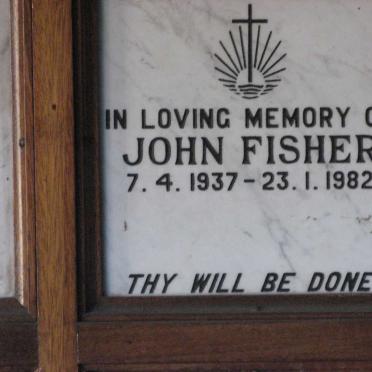 IN LOVING MEMORY
JOHN FISHER
7. 4. 1937 - 23. 1. 1982
THY WILL BE DONE